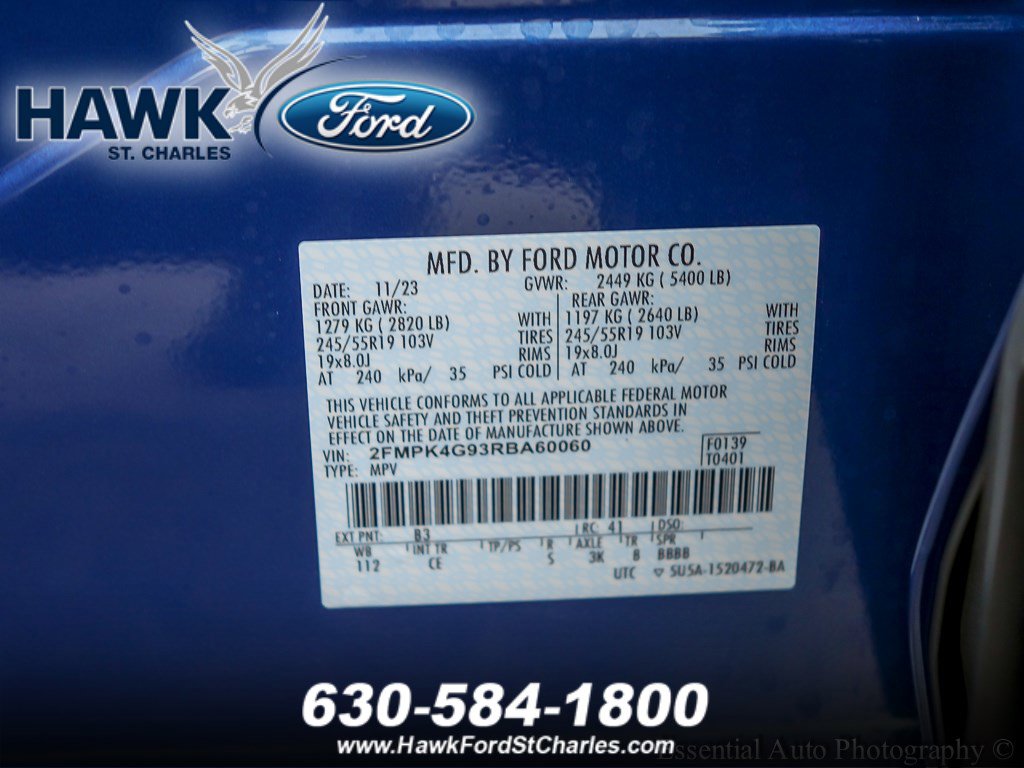 HAWK
ST. CHARLES
Ford
MFD. BY FORD MOTOR CO.
DATE: 11/23 GVWR: 2449 KG ( 5400 LB)
FRONT GAWR:
1279 KG ( 2820 LB) WITH
245/55R19 103V TIRES
19x8.0J RIMS
AT 240 kPa/ 35 PSI COLD
REAR GAWR:
1197 KG ( 2640 LB) WITH
245/55R19 103V TIRES
19x8.0J RIMS
AT 240 kPa/ 35 PSI COLD
THIS VEHICLE CONFORMS TO ALL APPLICABLE FEDERAL MOTOR
VEHICLE SAFETY AND THEFT PREVENTION STANDARDS IN
EFFECT ON THE DATE OF MANUFACTURE SHOWN ABOVE.
VIN: 2FMPK4G93RBA60060 F0139
TYPE: MPV T0401
EXT PNT: B3 RC: 41 DSO:
WB INT TR TP/PS R AXLE TR SPR
112 CE S 3K 8 BBBB
UTC ▽ 5U5A-1520472-BA
630-584-1800
www.HawkFordStCharles.com
Essential Auto Photography ©